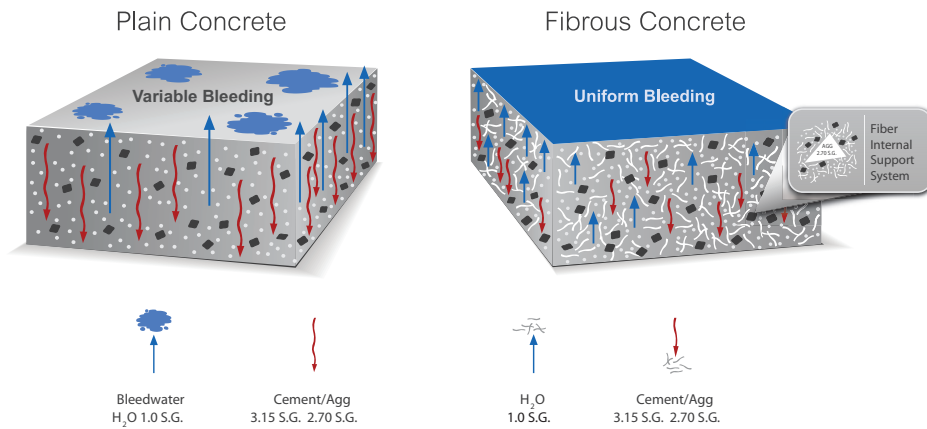 Plain Concrete
Fibrous Concrete
Variable Bleeding
Uniform Bleeding
AGG
2.70 S.G.
Fiber
Internal
Support
System
Bleedwater
H₂O 1.0 S.G.
Cement/Agg
3.15 S.G. 2.70 S.G.
H₂O
1.0 S.G.
Cement/Agg
3.15 S.G. 2.70 S.G.